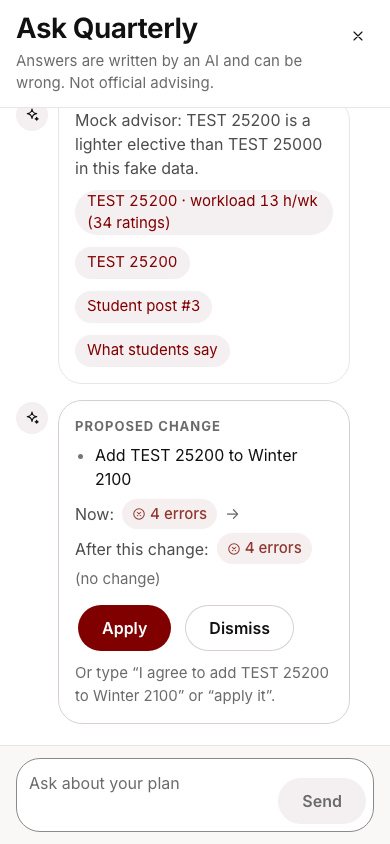 Ask Quarterly
Answers are written by an AI and can be
wrong. Not official advising.
Mock advisor: TEST 25200 is a
lighter elective than TEST 25000
in this fake data.
TEST 25200 · workload 13 h/wk
(34 ratings)
TEST 25200
Student post #3
What students say
PROPOSED CHANGE
• Add TEST 25200 to Winter
2100
Now: 4 errors →
After this change: 4 errors
(no change)
Apply Dismiss
Or type “I agree to add TEST 25200
to Winter 2100” or “apply it”.
Ask about your plan
Send